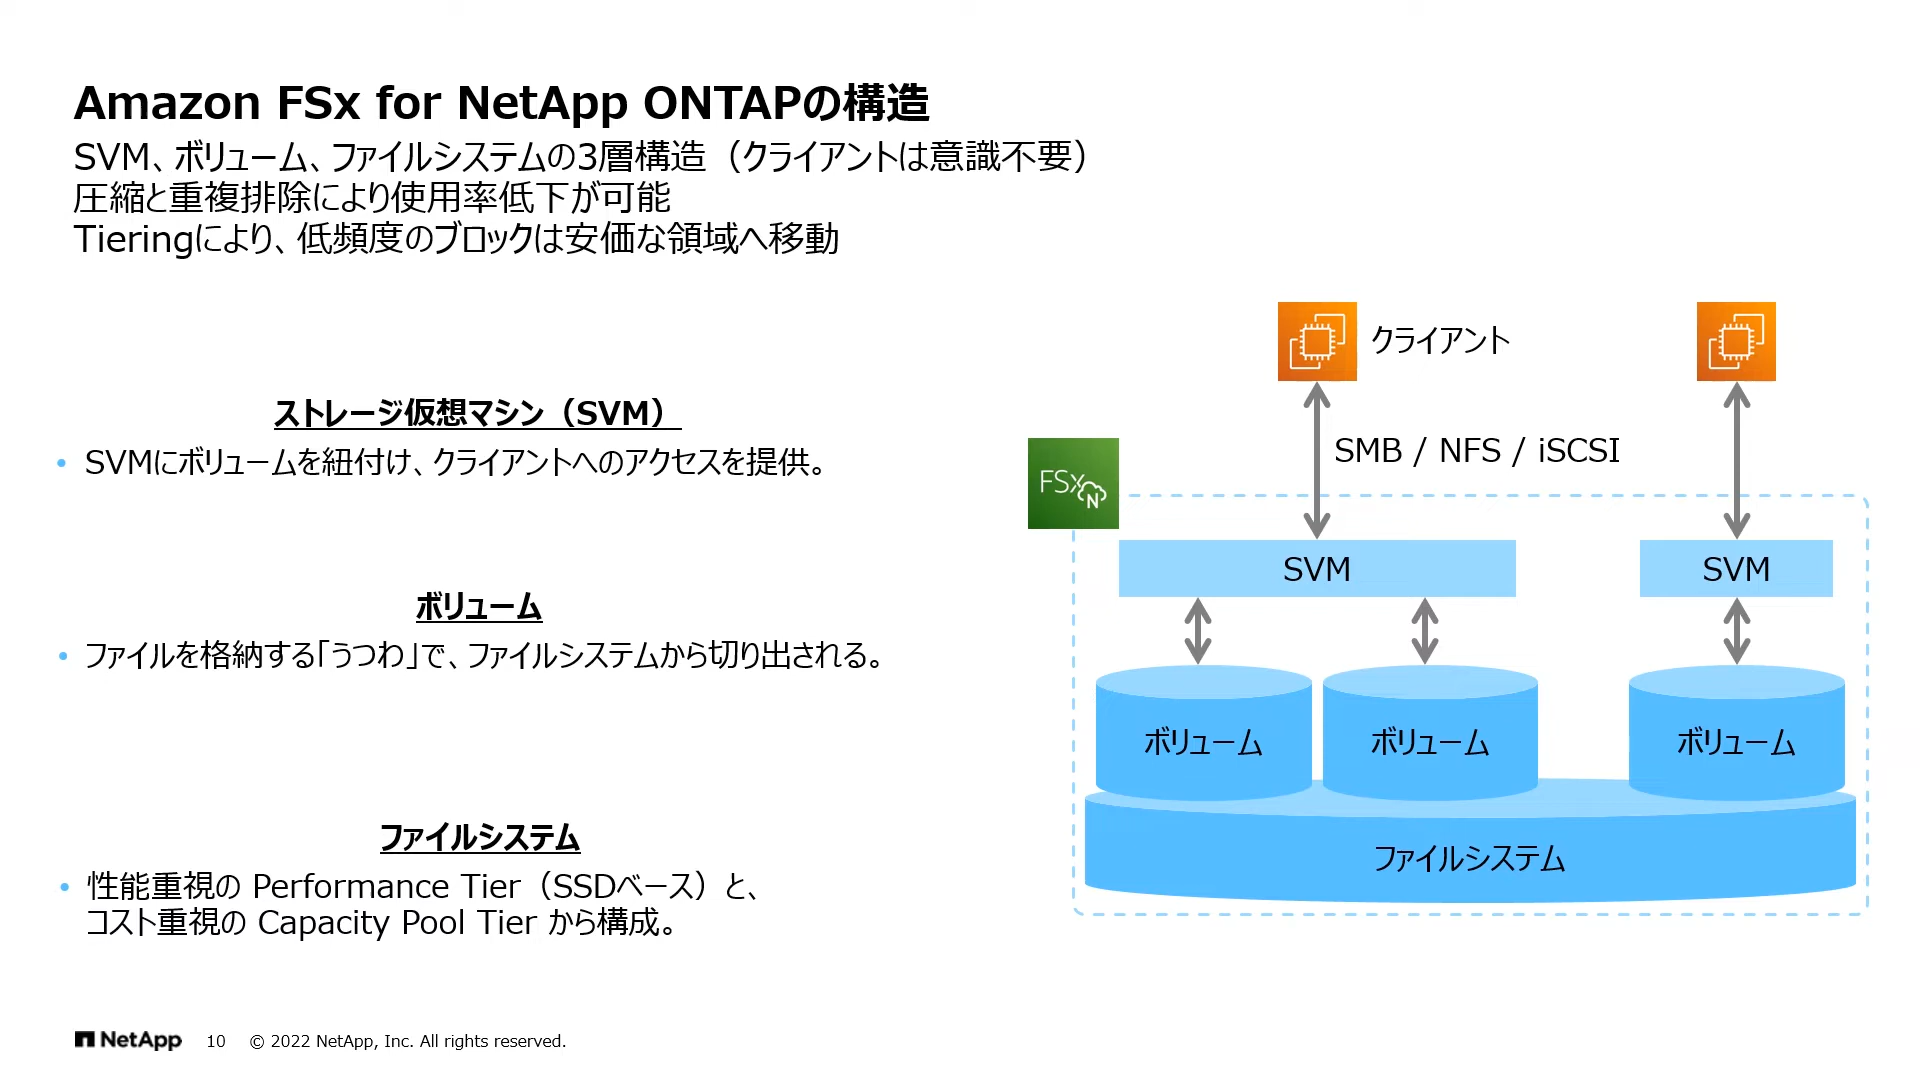 Amazon FSx for NetApp ONTAPの構造
SVM、ボリューム、ファイルシステムの3層構造（クライアントは意識不要）
圧縮と重複排除により使用率低下が可能
Tieringにより、低頻度のブロックは安価な領域へ移動
ストレージ仮想マシン（SVM）
• SVMにボリュームを紐付け、クライアントへのアクセスを提供。
ボリューム
• ファイルを格納する「うつわ」で、ファイルシステムから切り出される。
ファイルシステム
• 性能重視の Performance Tier（SSDベース）と、
コスト重視の Capacity Pool Tier から構成。
クライアント
SMB / NFS / iSCSI
FSx
N
SVM
SVM
ボリューム
ボリューム
ボリューム
ファイルシステム
NetApp 10 © 2022 NetApp, Inc. All rights reserved.